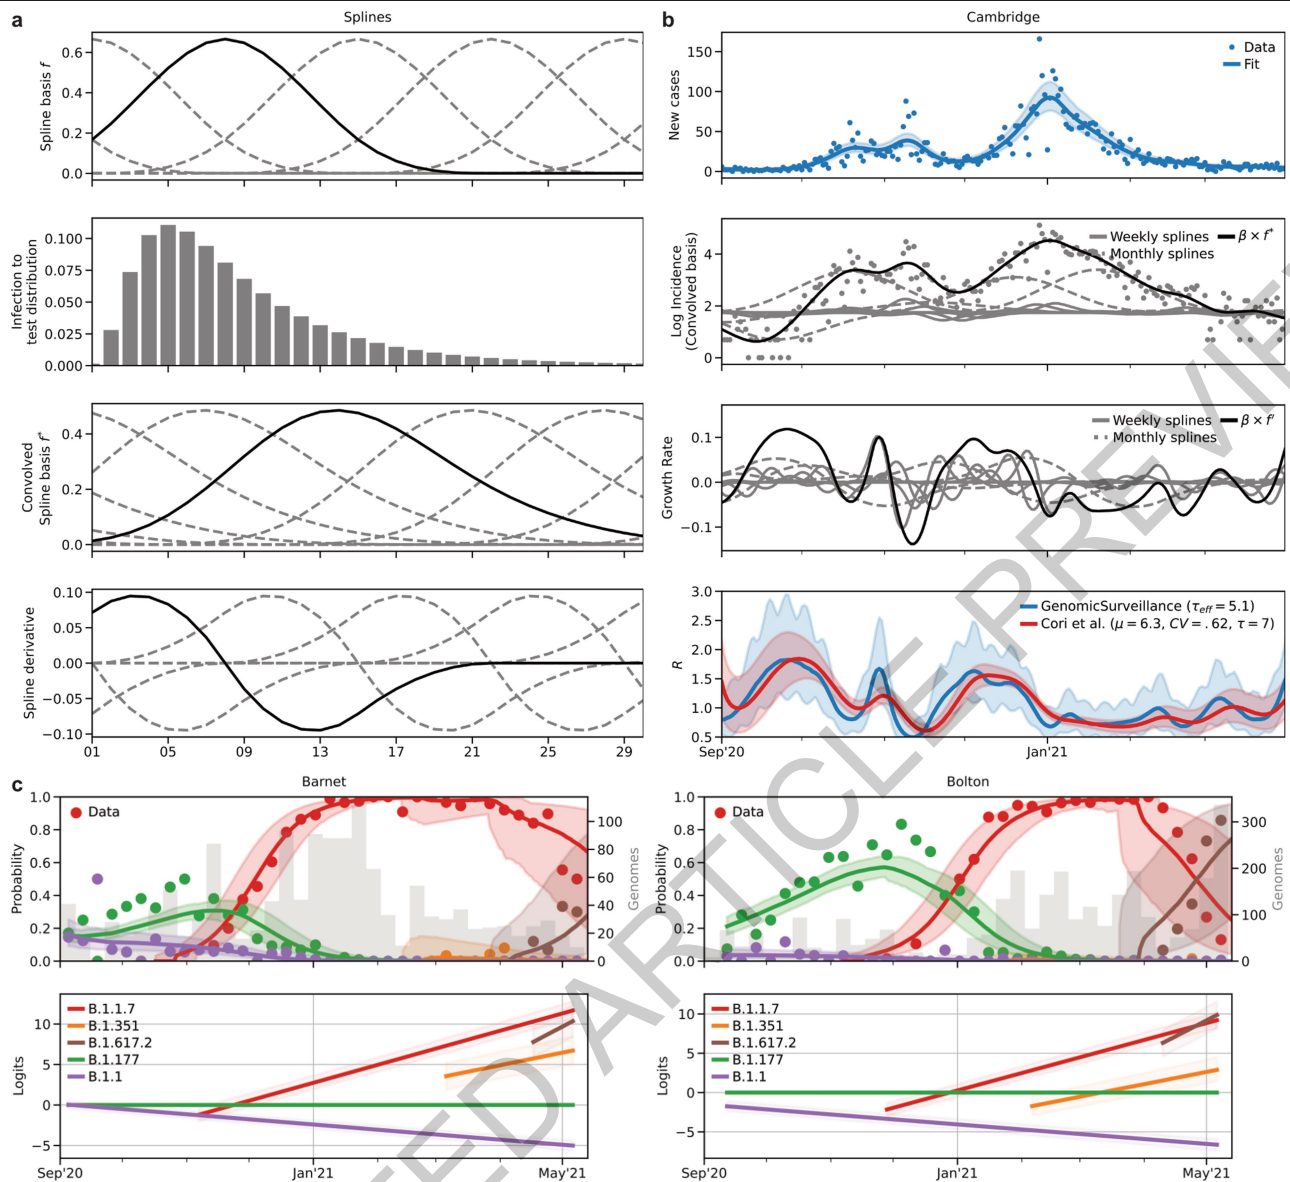 a
Splines
0.6
0.4
0.2
0.0
Spline basis f
0.100
0.075
0.050
0.025
0.000
Infection to
test distribution
0.4
0.2
0.0
Convolved
Spline basis f*
0.10
0.05
0.00
−0.05
−0.10
Spline derivative
01 05 09 13 17 21 25 29
b
Cambridge
150
100
50
0
New cases
Data
Fit
4
2
0
Log Incidence
(Convolved basis)
Weekly splines β × f*
Monthly splines
0.1
0.0
−0.1
Growth Rate
Weekly splines β × f′
Monthly splines
3.0
2.5
2.0
1.5
1.0
0.5
R
GenomicSurveillance (τeff = 5.1)
Cori et al. (μ = 6.3, CV = .62, τ = 7)
Sep'20 Jan'21
c
Barnet
1.0
0.8
0.6
0.4
0.2
0.0
Probability
Data
100
80
60
40
20
0
Genomes
10
5
0
−5
Logits
B.1.1.7
B.1.351
B.1.617.2
B.1.177
B.1.1
Sep'20 Jan'21 May'21
Bolton
1.0
0.8
0.6
0.4
0.2
0.0
Probability
Data
300
200
100
0
Genomes
10
5
0
−5
Logits
B.1.1.7
B.1.351
B.1.617.2
B.1.177
B.1.1
Sep'20 Jan'21 May'21
TED ARTICLE PREVIE